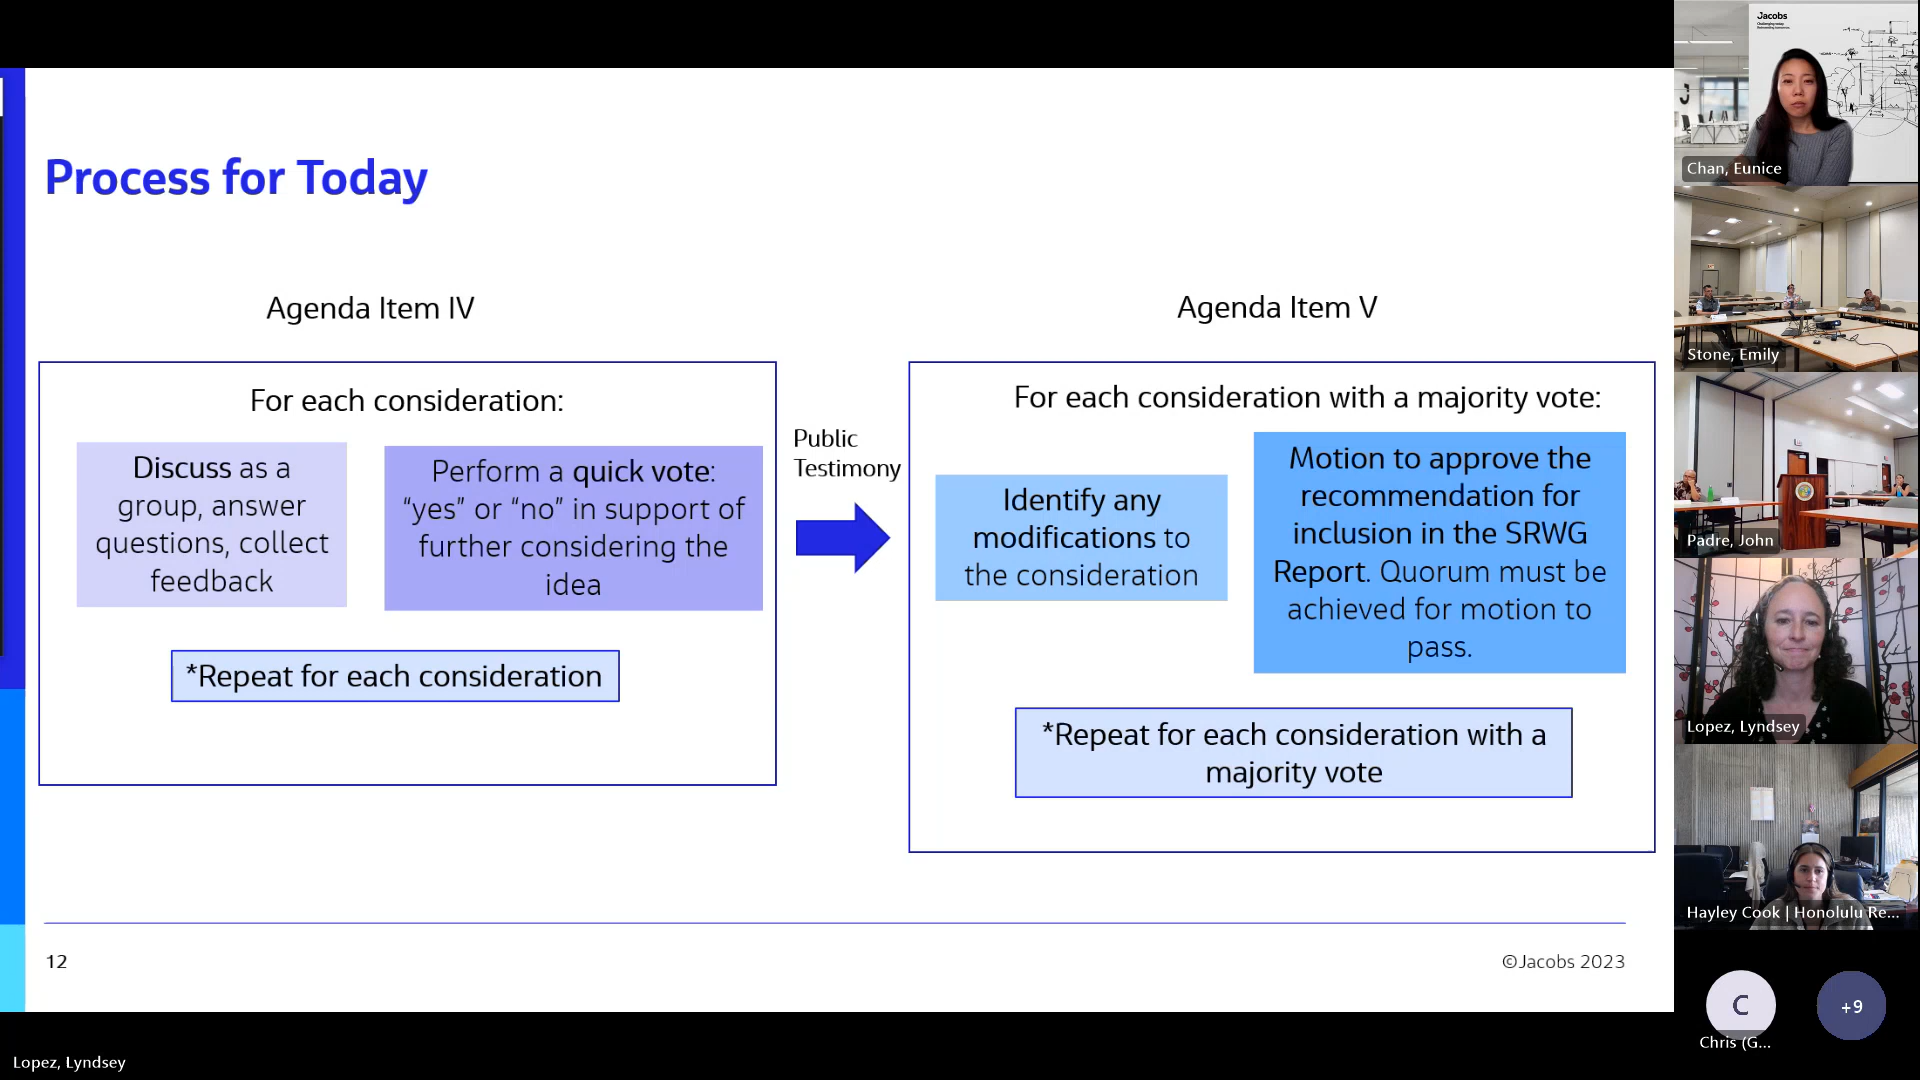 Process for Today
Agenda Item IV
For each consideration:
Discuss as a
group, answer
questions, collect
feedback
Perform a quick vote:
“yes” or “no” in support of
further considering the
idea
*Repeat for each consideration
Public
Testimony
Agenda Item V
For each consideration with a majority vote:
Identify any
modifications to
the consideration
Motion to approve the
recommendation for
inclusion in the SRWG
Report. Quorum must be
achieved for motion to
pass.
*Repeat for each consideration with a
majority vote
12
©Jacobs 2023
Jacobs
Chan, Eunice
Stone, Emily
Padre, John
Lopez, Lyndsey
Hayley Cook | Honolulu Re...
C
+9
Chris (G...
Lopez, Lyndsey